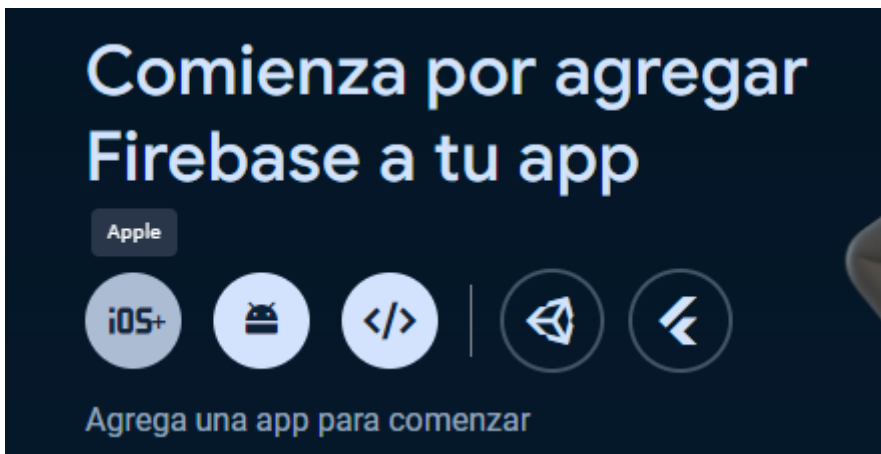 Comienza por agregar
Firebase a tu app
Apple
iOS+
</>
Agrega una app para comenzar